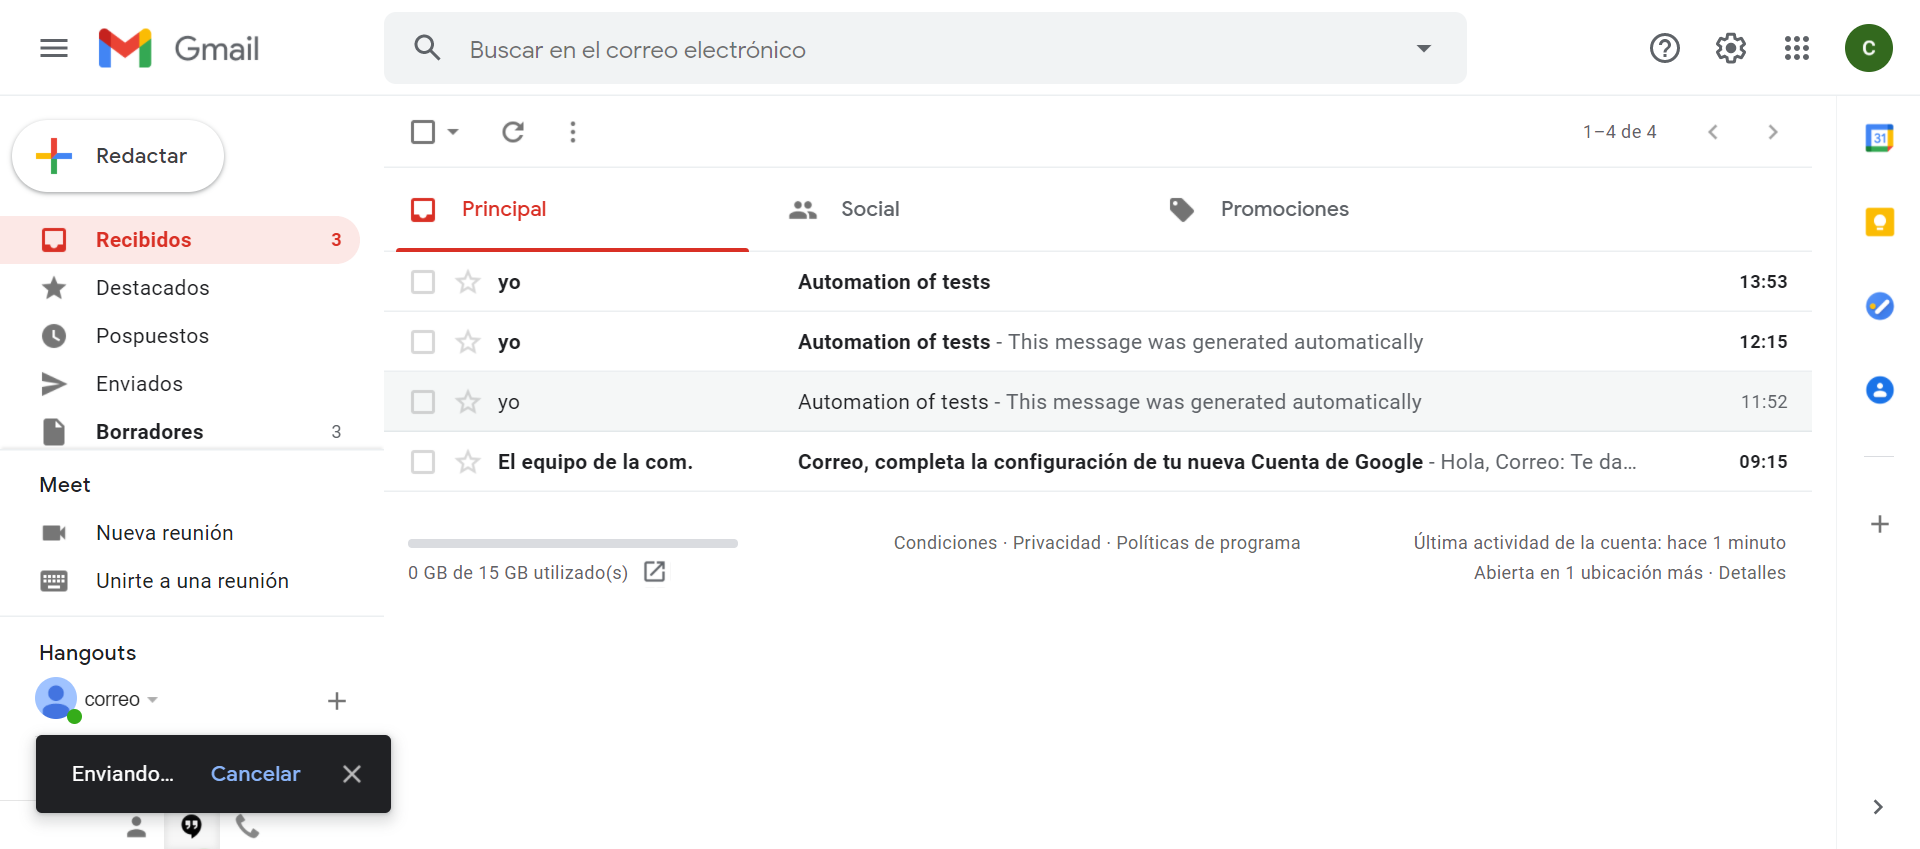 Gmail
Buscar en el correo electrónico
C
Redactar
1–4 de 4
31
Principal
Social
Promociones
Recibidos 3
Destacados
Pospuestos
Enviados
Borradores 3
yo Automation of tests 13:53
yo Automation of tests - This message was generated automatically 12:15
yo Automation of tests - This message was generated automatically 11:52
El equipo de la com. Correo, completa la configuración de tu nueva Cuenta de Google - Hola, Correo: Te da… 09:15
Meet
Nueva reunión
Unirte a una reunión
0 GB de 15 GB utilizado(s)
Condiciones · Privacidad · Políticas de programa
Última actividad de la cuenta: hace 1 minuto
Abierta en 1 ubicación más · Detalles
Hangouts
correo
Enviando... Cancelar